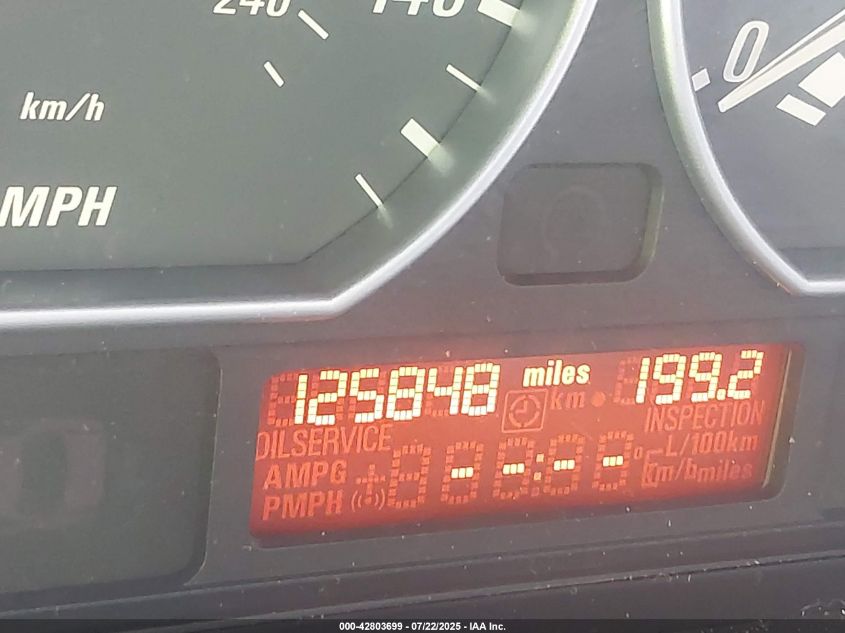 240 140
km/h
MPH
0
125848 miles 199.2
km
OILSERVICE INSPECTION
L/100km
AMPG -- -- : -- -- °F km/h miles
PMPH
000-42803699 - 07/22/2025 - IAA Inc.